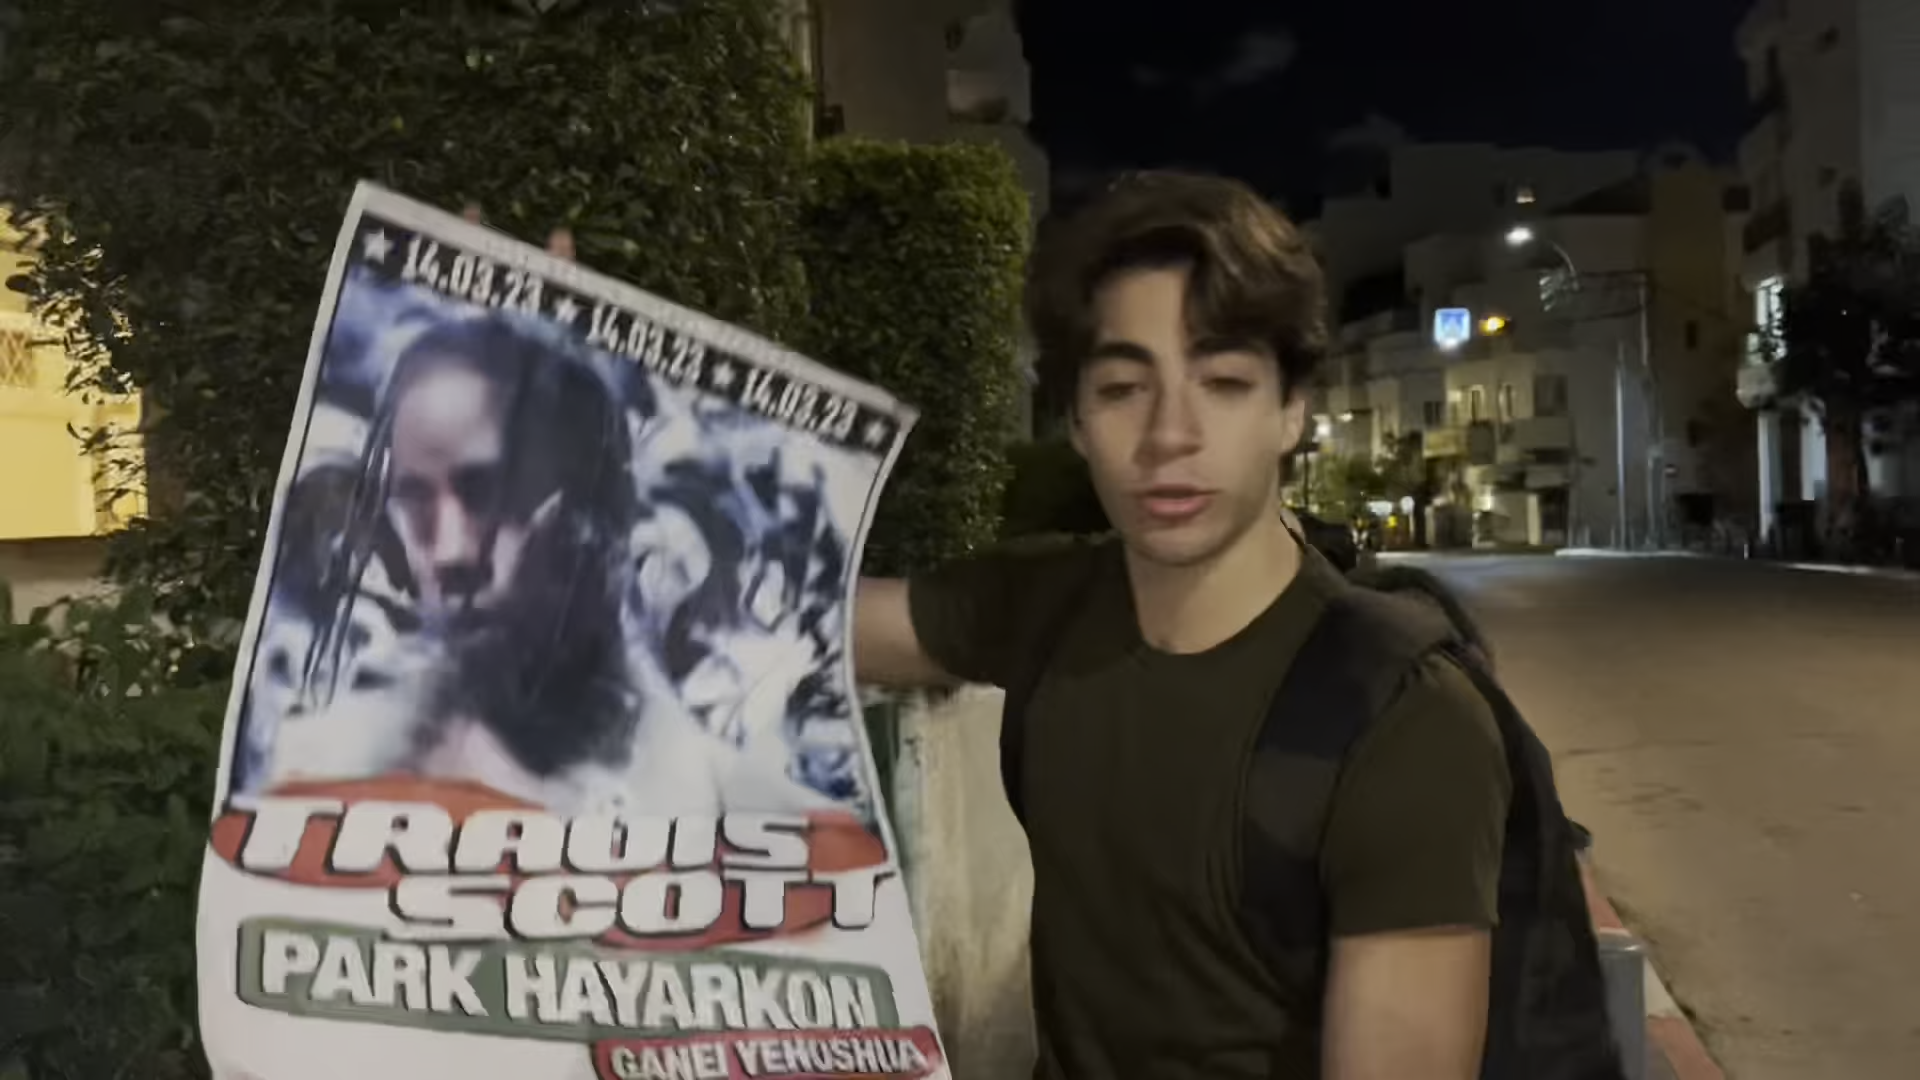 ★ 14.03.23 ★ 14.03.23 ★ 14.03.23 ★
TRAVIS
SCOTT
PARK HAYARKON
GANEI YEHOSHUA